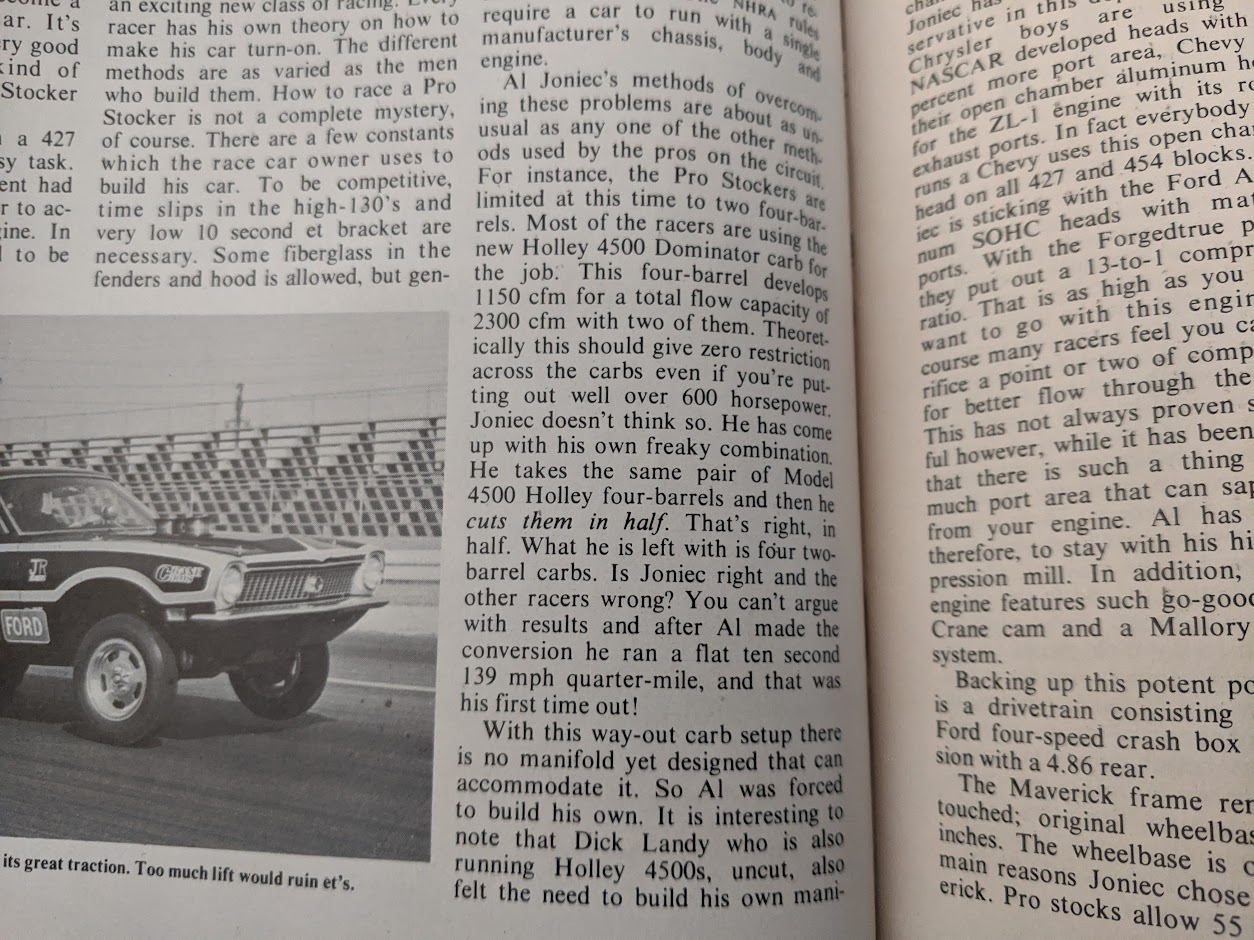 ar. It's
ry good
kind of
Stocker
a 427
sy task.
ent had
r to ac-
gine. In
l to be
an exciting new class of racing. Every
racer has his own theory on how to
make his car turn-on. The different
methods are as varied as the men
who build them. How to race a Pro
Stocker is not a complete mystery,
of course. There are a few constants
which the race car owner uses to
build his car. To be competitive,
time slips in the high-130's and
very low 10 second et bracket are
necessary. Some fiberglass in the
fenders and hood is allowed, but gen-
JR
FORD
its great traction. Too much lift would ruin et's.
the NHRA rules
require a car to run with a single
manufacturer's chassis, body and
engine.
Al Joniec's methods of overcom-
ing these problems are about as un-
usual as any one of the other meth-
ods used by the pros on the circuit.
For instance, the Pro Stockers are
limited at this time to two four-bar-
rels. Most of the racers are using the
new Holley 4500 Dominator carb for
the job. This four-barrel develops
1150 cfm for a total flow capacity of
2300 cfm with two of them. Theoret-
ically this should give zero restriction
across the carbs even if you're put-
ting out well over 600 horsepower.
Joniec doesn't think so. He has come
up with his own freaky combination.
He takes the same pair of Model
4500 Holley four-barrels and then he
cuts them in half. That's right, in
half. What he is left with is four two-
barrel carbs. Is Joniec right and the
other racers wrong? You can't argue
with results and after Al made the
conversion he ran a flat ten second
139 mph quarter-mile, and that was
his first time out!
With this way-out carb setup there
is no manifold yet designed that can
accommodate it. So Al was forced
to build his own. It is interesting to
note that Dick Landy who is also
running Holley 4500s, uncut, also
felt the need to build his own mani-
Joniec has
servative in this
Chrysler boys are using
NASCAR developed heads with
percent more port area, Chevy
their open chamber aluminum he
for the ZL-1 engine with its ro
exhaust ports. In fact everybody
runs a Chevy uses this open cha
head on all 427 and 454 blocks.
iec is sticking with the Ford A
num SOHC heads with mat
ports. With the Forgedtrue p
they put out a 13-to-1 compr
ratio. That is as high as you
want to go with this engin
course many racers feel you ca
rifice a point or two of comp
for better flow through the
This has not always proven s
ful however, while it has been
that there is such a thing
much port area that can sap
from your engine. Al has
therefore, to stay with his hi
pression mill. In addition,
engine features such go-good
Crane cam and a Mallory
system.
Backing up this potent po
is a drivetrain consisting
Ford four-speed crash box
sion with a 4.86 rear.
The Maverick frame rem
touched; original wheelbas
inches. The wheelbase is o
main reasons Joniec chose
erick. Pro stocks allow 55